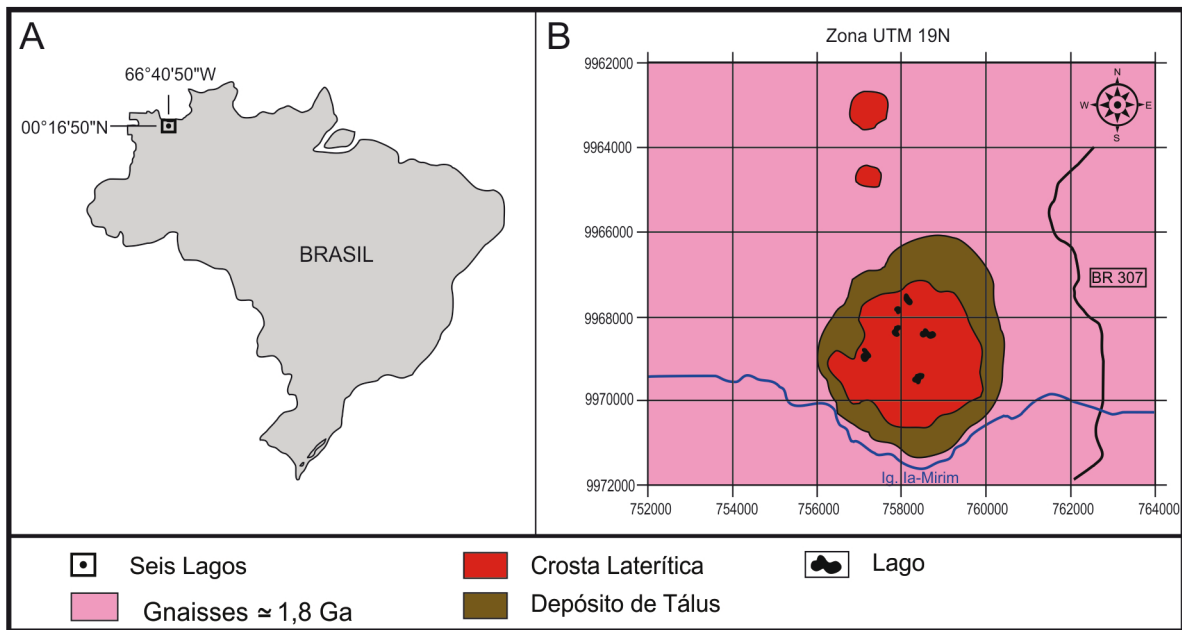 A
66°40'50"W
00°16'50"N
BRASIL
B
Zona UTM 19N
9962000
9964000
9966000
9968000
9970000
9972000
N
W
E
S
BR 307
Ig. Ia-Mirim
752000
754000
756000
758000
760000
762000
764000
Seis Lagos
Crosta Laterítica
Lago
Gnaisses ≃ 1,8 Ga
Depósito de Tálus